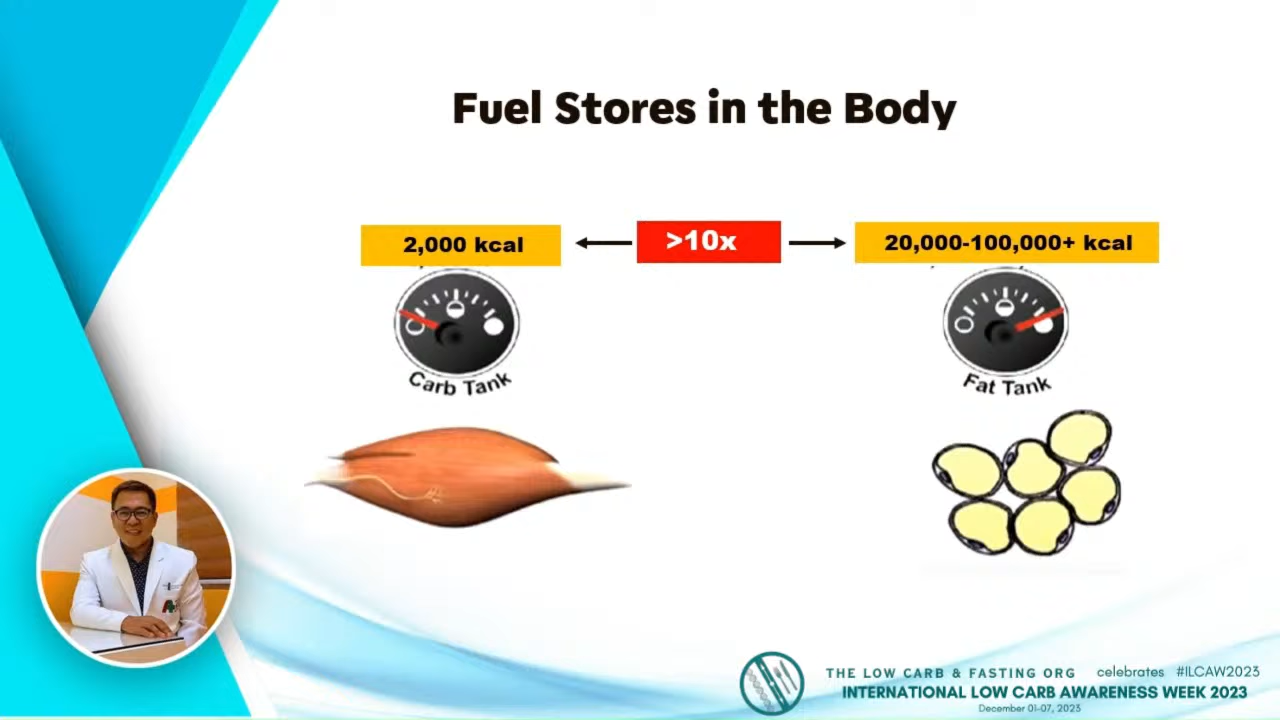 Fuel Stores in the Body
2,000 kcal
>10x
20,000-100,000+ kcal
Carb Tank
Fat Tank
THE LOW CARB & FASTING ORG celebrates #ILCAW2023
INTERNATIONAL LOW CARB AWARENESS WEEK 2023
December 01-07, 2023